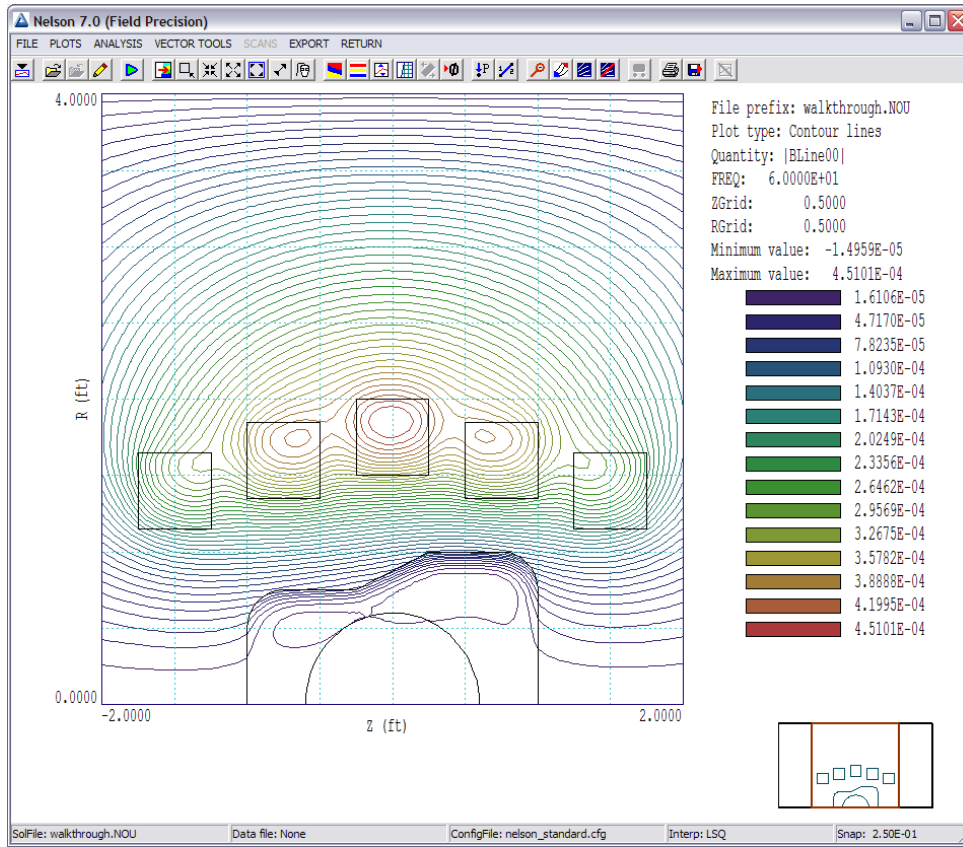 Nelson 7.0 (Field Precision)
FILE PLOTS ANALYSIS VECTOR TOOLS SCANS EXPORT RETURN
4.0000
R (ft)
0.0000
-2.0000
Z (ft)
2.0000
File prefix: walkthrough.NOU
Plot type: Contour lines
Quantity: |BLine00|
FREQ: 6.0000E+01
ZGrid: 0.5000
RGrid: 0.5000
Minimum value: -1.4959E-05
Maximum value: 4.5101E-04
1.6106E-05
4.7170E-05
7.8235E-05
1.0930E-04
1.4037E-04
1.7143E-04
2.0249E-04
2.3356E-04
2.6462E-04
2.9569E-04
3.2675E-04
3.5782E-04
3.8888E-04
4.1995E-04
4.5101E-04
SolFile: walkthrough.NOU Data file: None ConfigFile: nelson_standard.cfg Interp: LSQ Snap: 2.50E-01